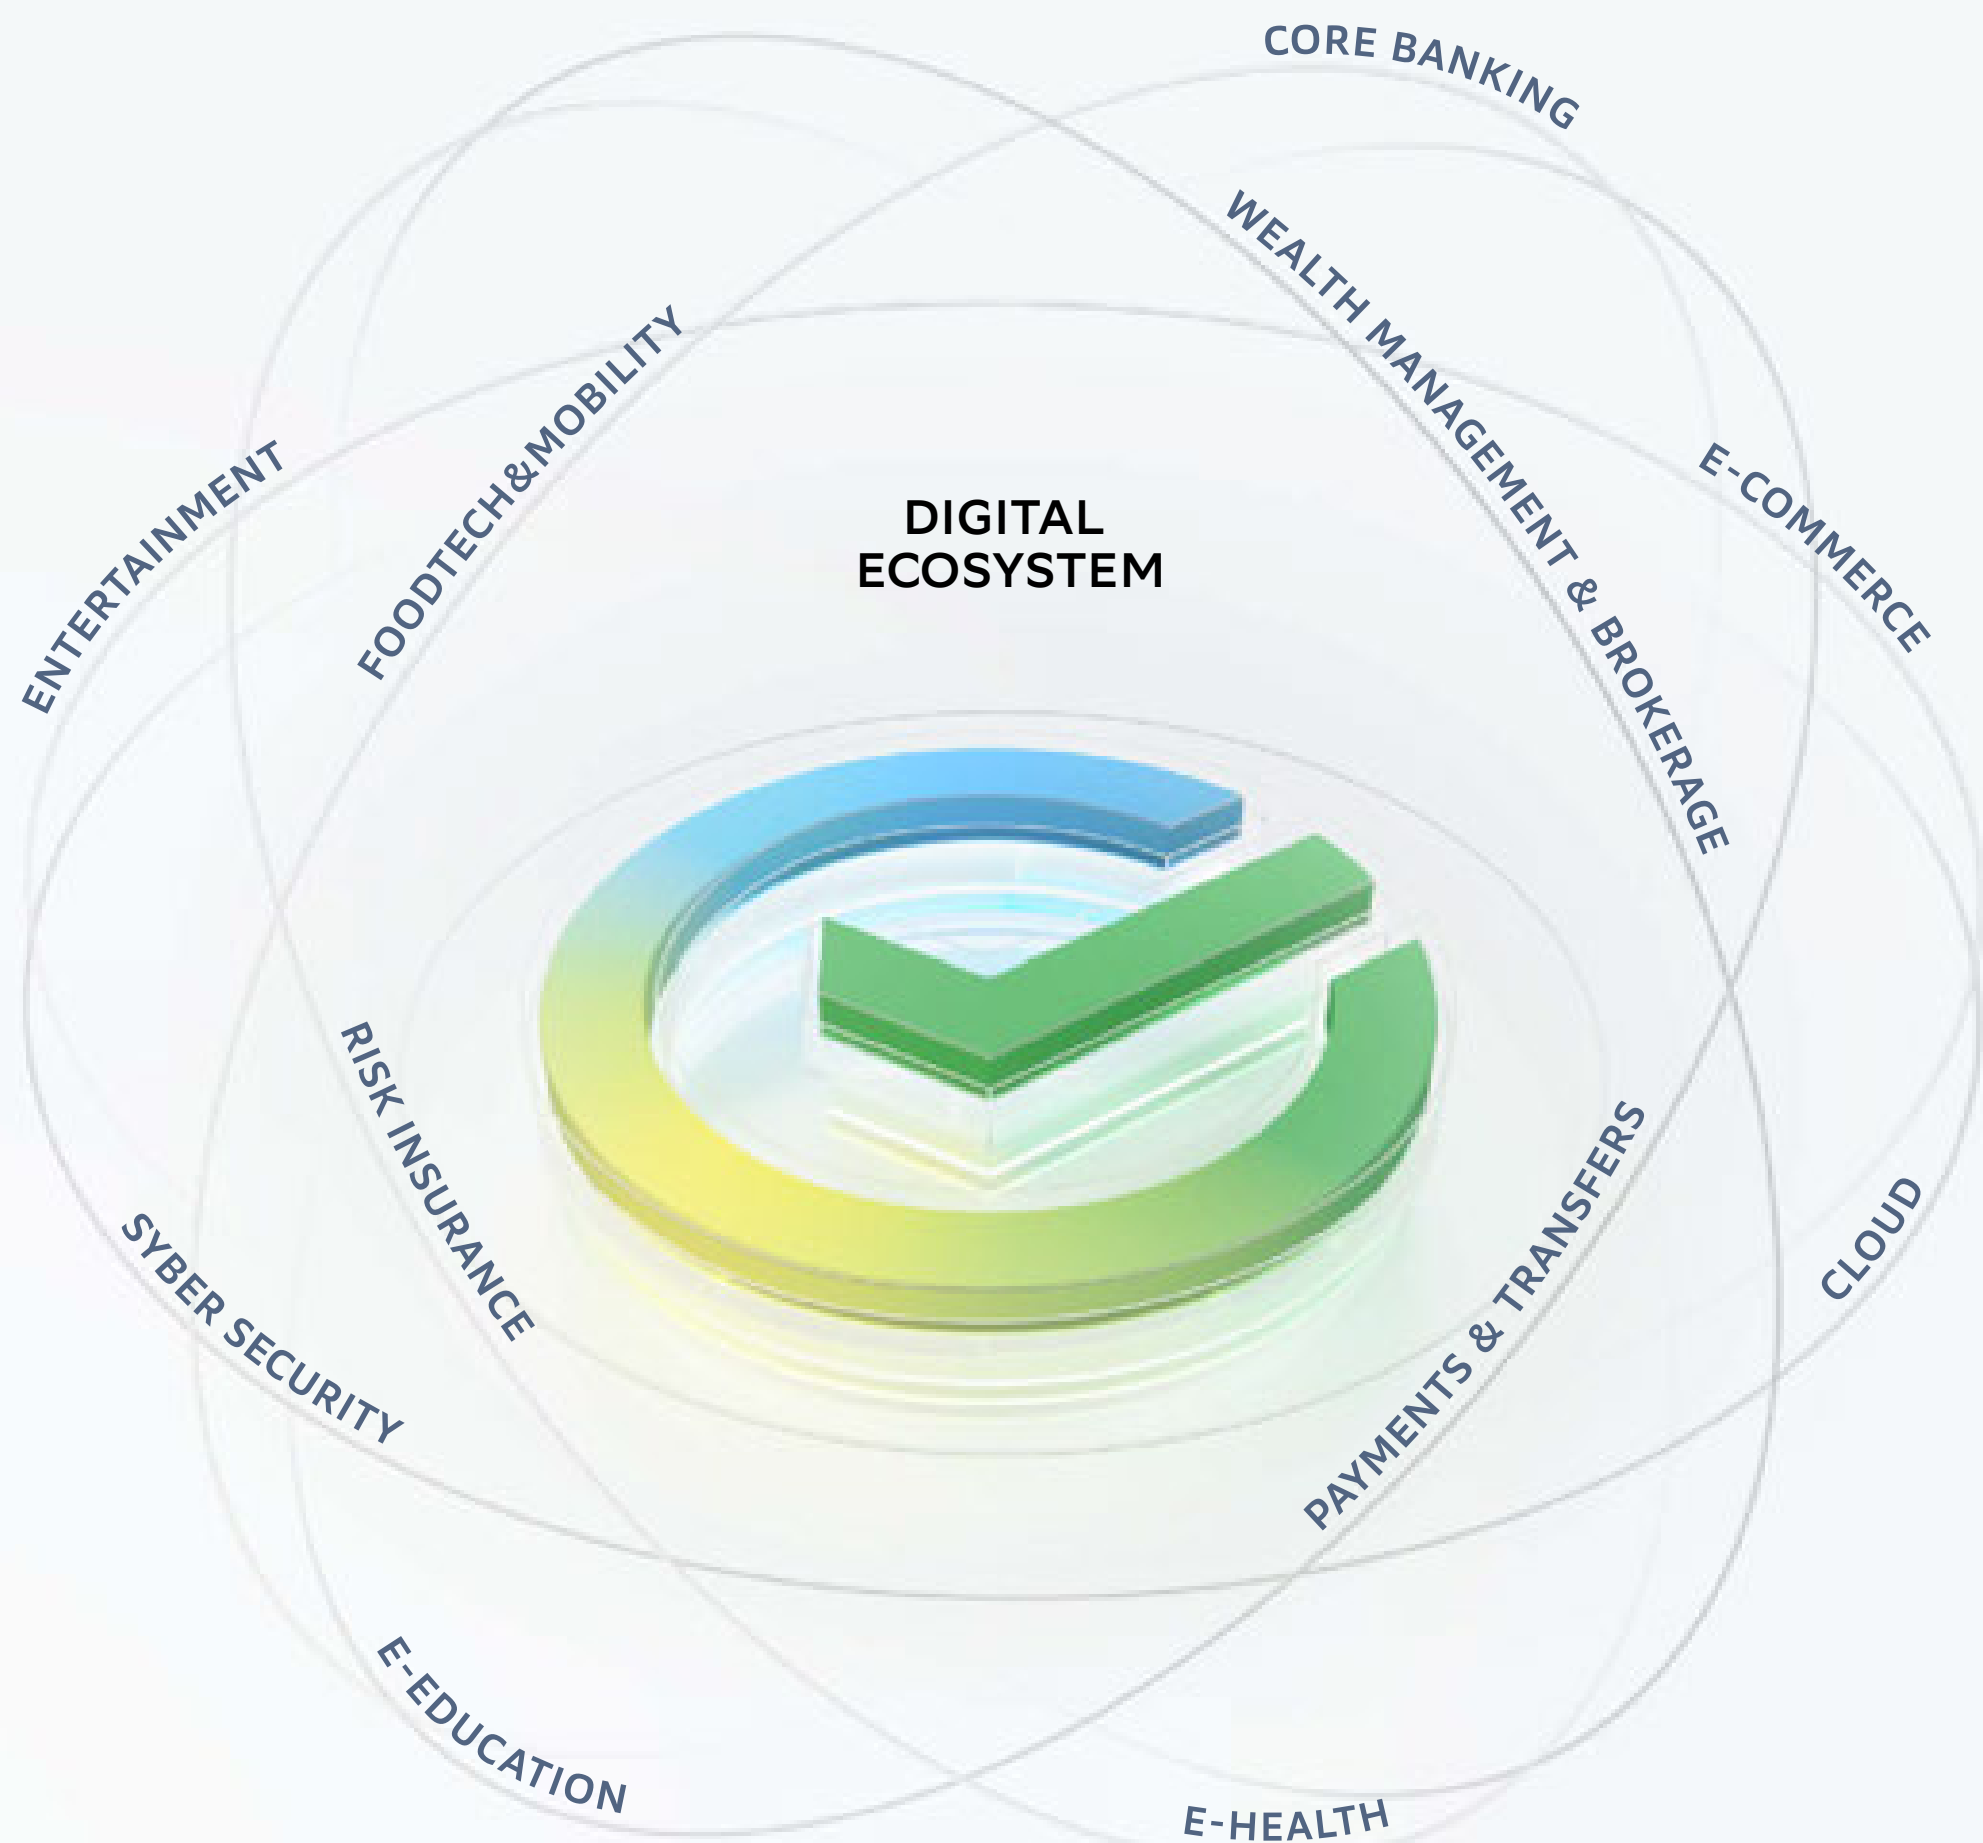 CORE BANKING
WEALTH MANAGEMENT & BROKERAGE
FOODTECH&MOBILITY
ENTERTAINMENT
E-COMMERCE
DIGITAL
ECOSYSTEM
RISK INSURANCE
PAYMENTS & TRANSFERS
CLOUD
SYBER SECURITY
E-EDUCATION
E-HEALTH